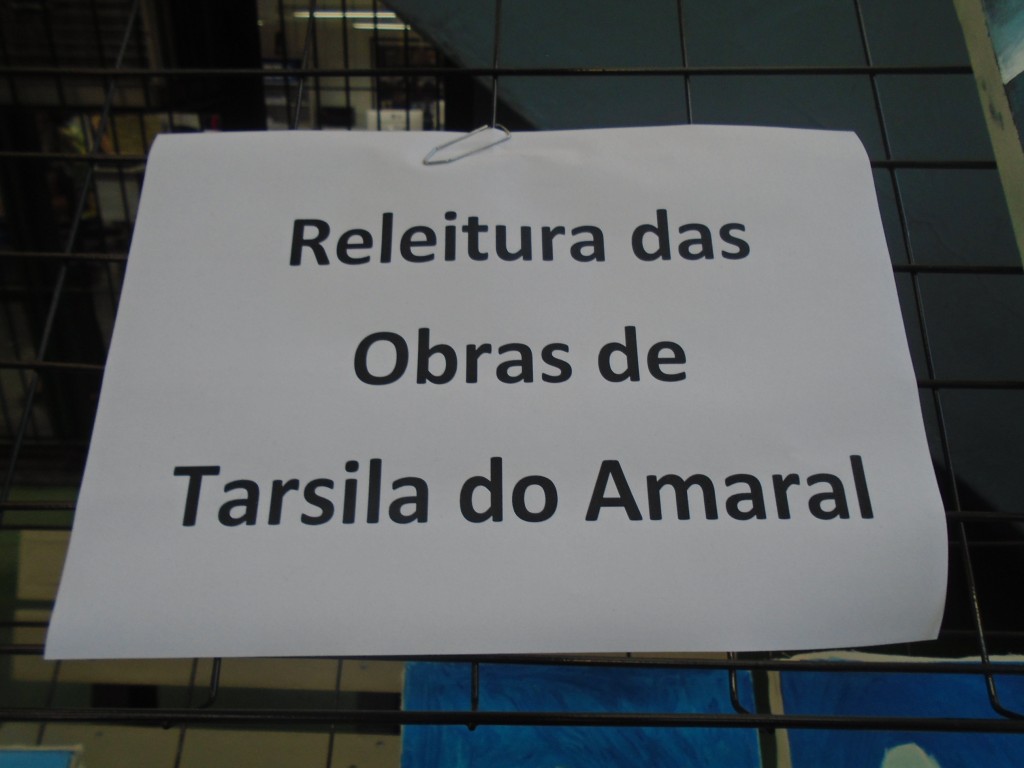 Releitura das
Obras de
Tarsila do Amaral